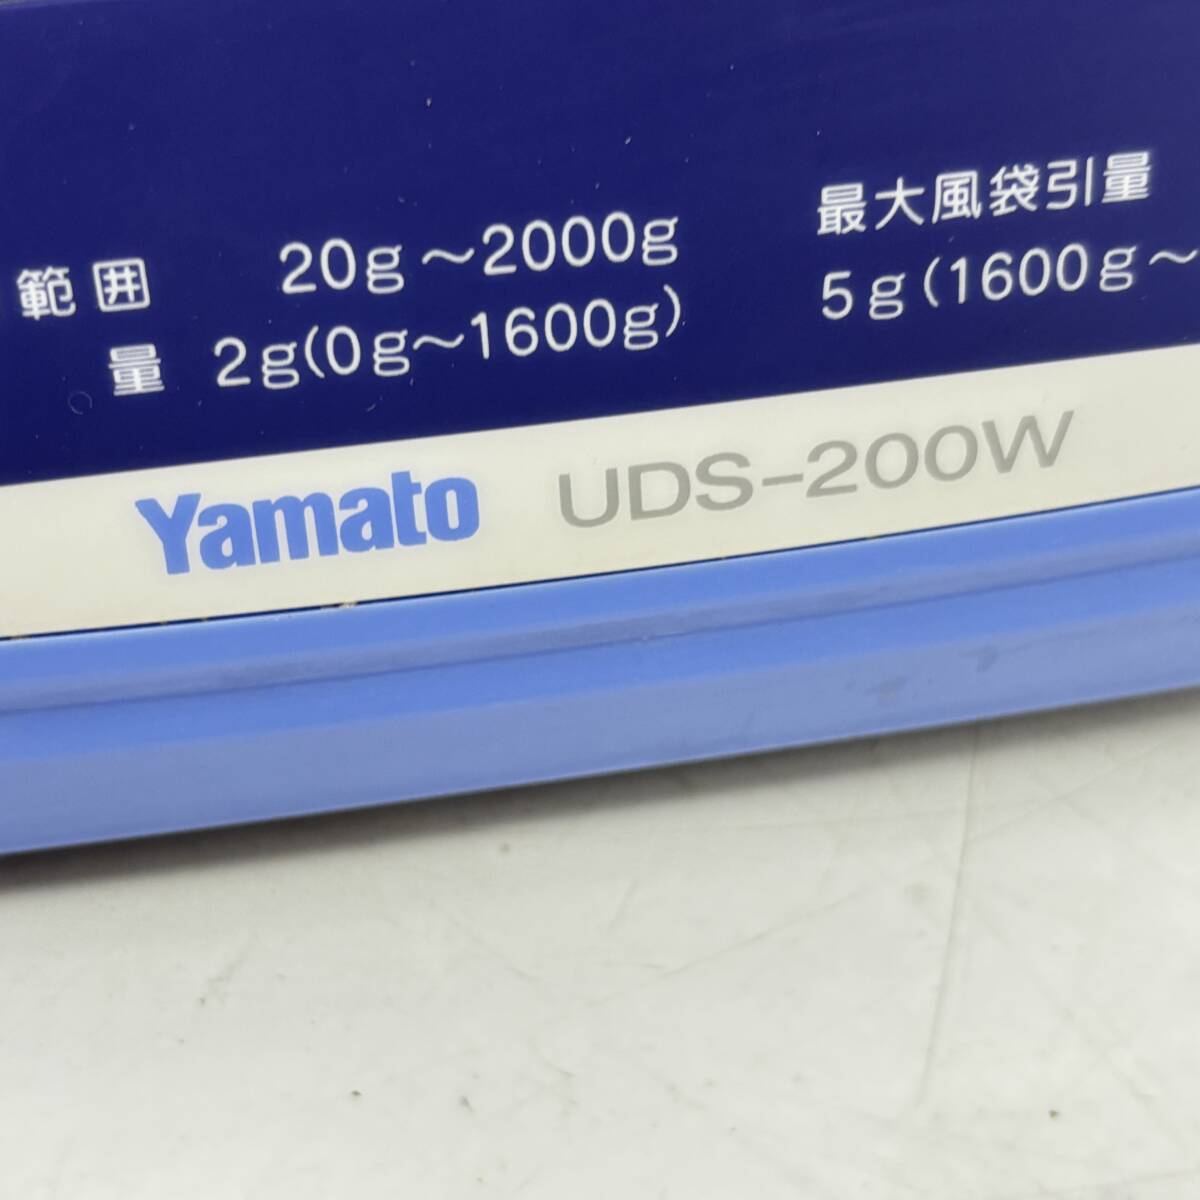 範囲 20g～2000g 最大風袋引量
量 2g(0g～1600g) 5g(1600g～
Yamato UDS-200W